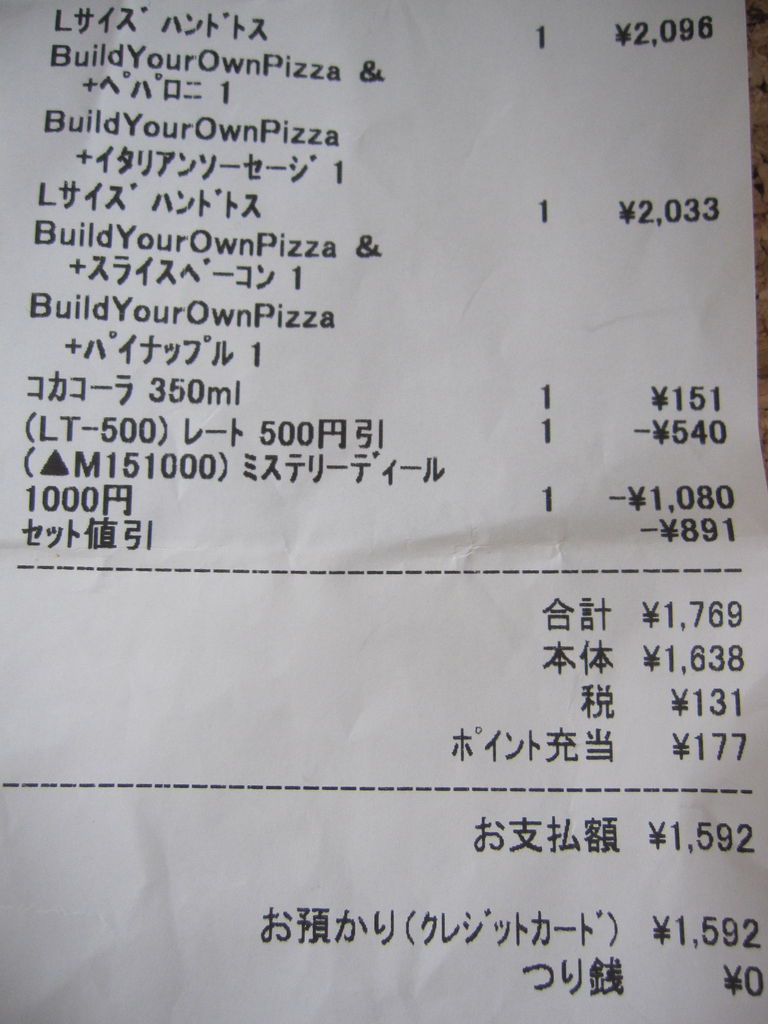 Lサイズ ハンドトス 1 ¥2,096
BuildYourOwnPizza &
+ペパロニ 1
BuildYourOwnPizza
+イタリアンソーセージ 1
Lサイズ ハンドトス 1 ¥2,033
BuildYourOwnPizza &
+スライスベーコン 1
BuildYourOwnPizza
+パイナップル 1
コカコーラ 350ml 1 ¥151
(LT-500) レート 500円引 1 -¥540
(▲M151000) ミステリーディール
1000円 1 -¥1,080
セット値引 -¥891
合計 ¥1,769
本体 ¥1,638
税 ¥131
ポイント充当 ¥177
お支払額 ¥1,592
お預かり(クレジットカード) ¥1,592
つり銭 ¥0